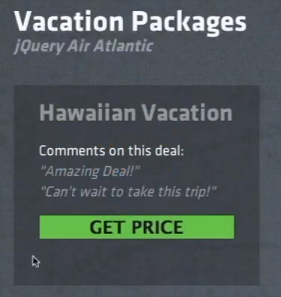 Vacation Packages
jQuery Air Atlantic
Hawaiian Vacation
Comments on this deal:
"Amazing Deal!"
"Can't wait to take this trip!"
GET PRICE